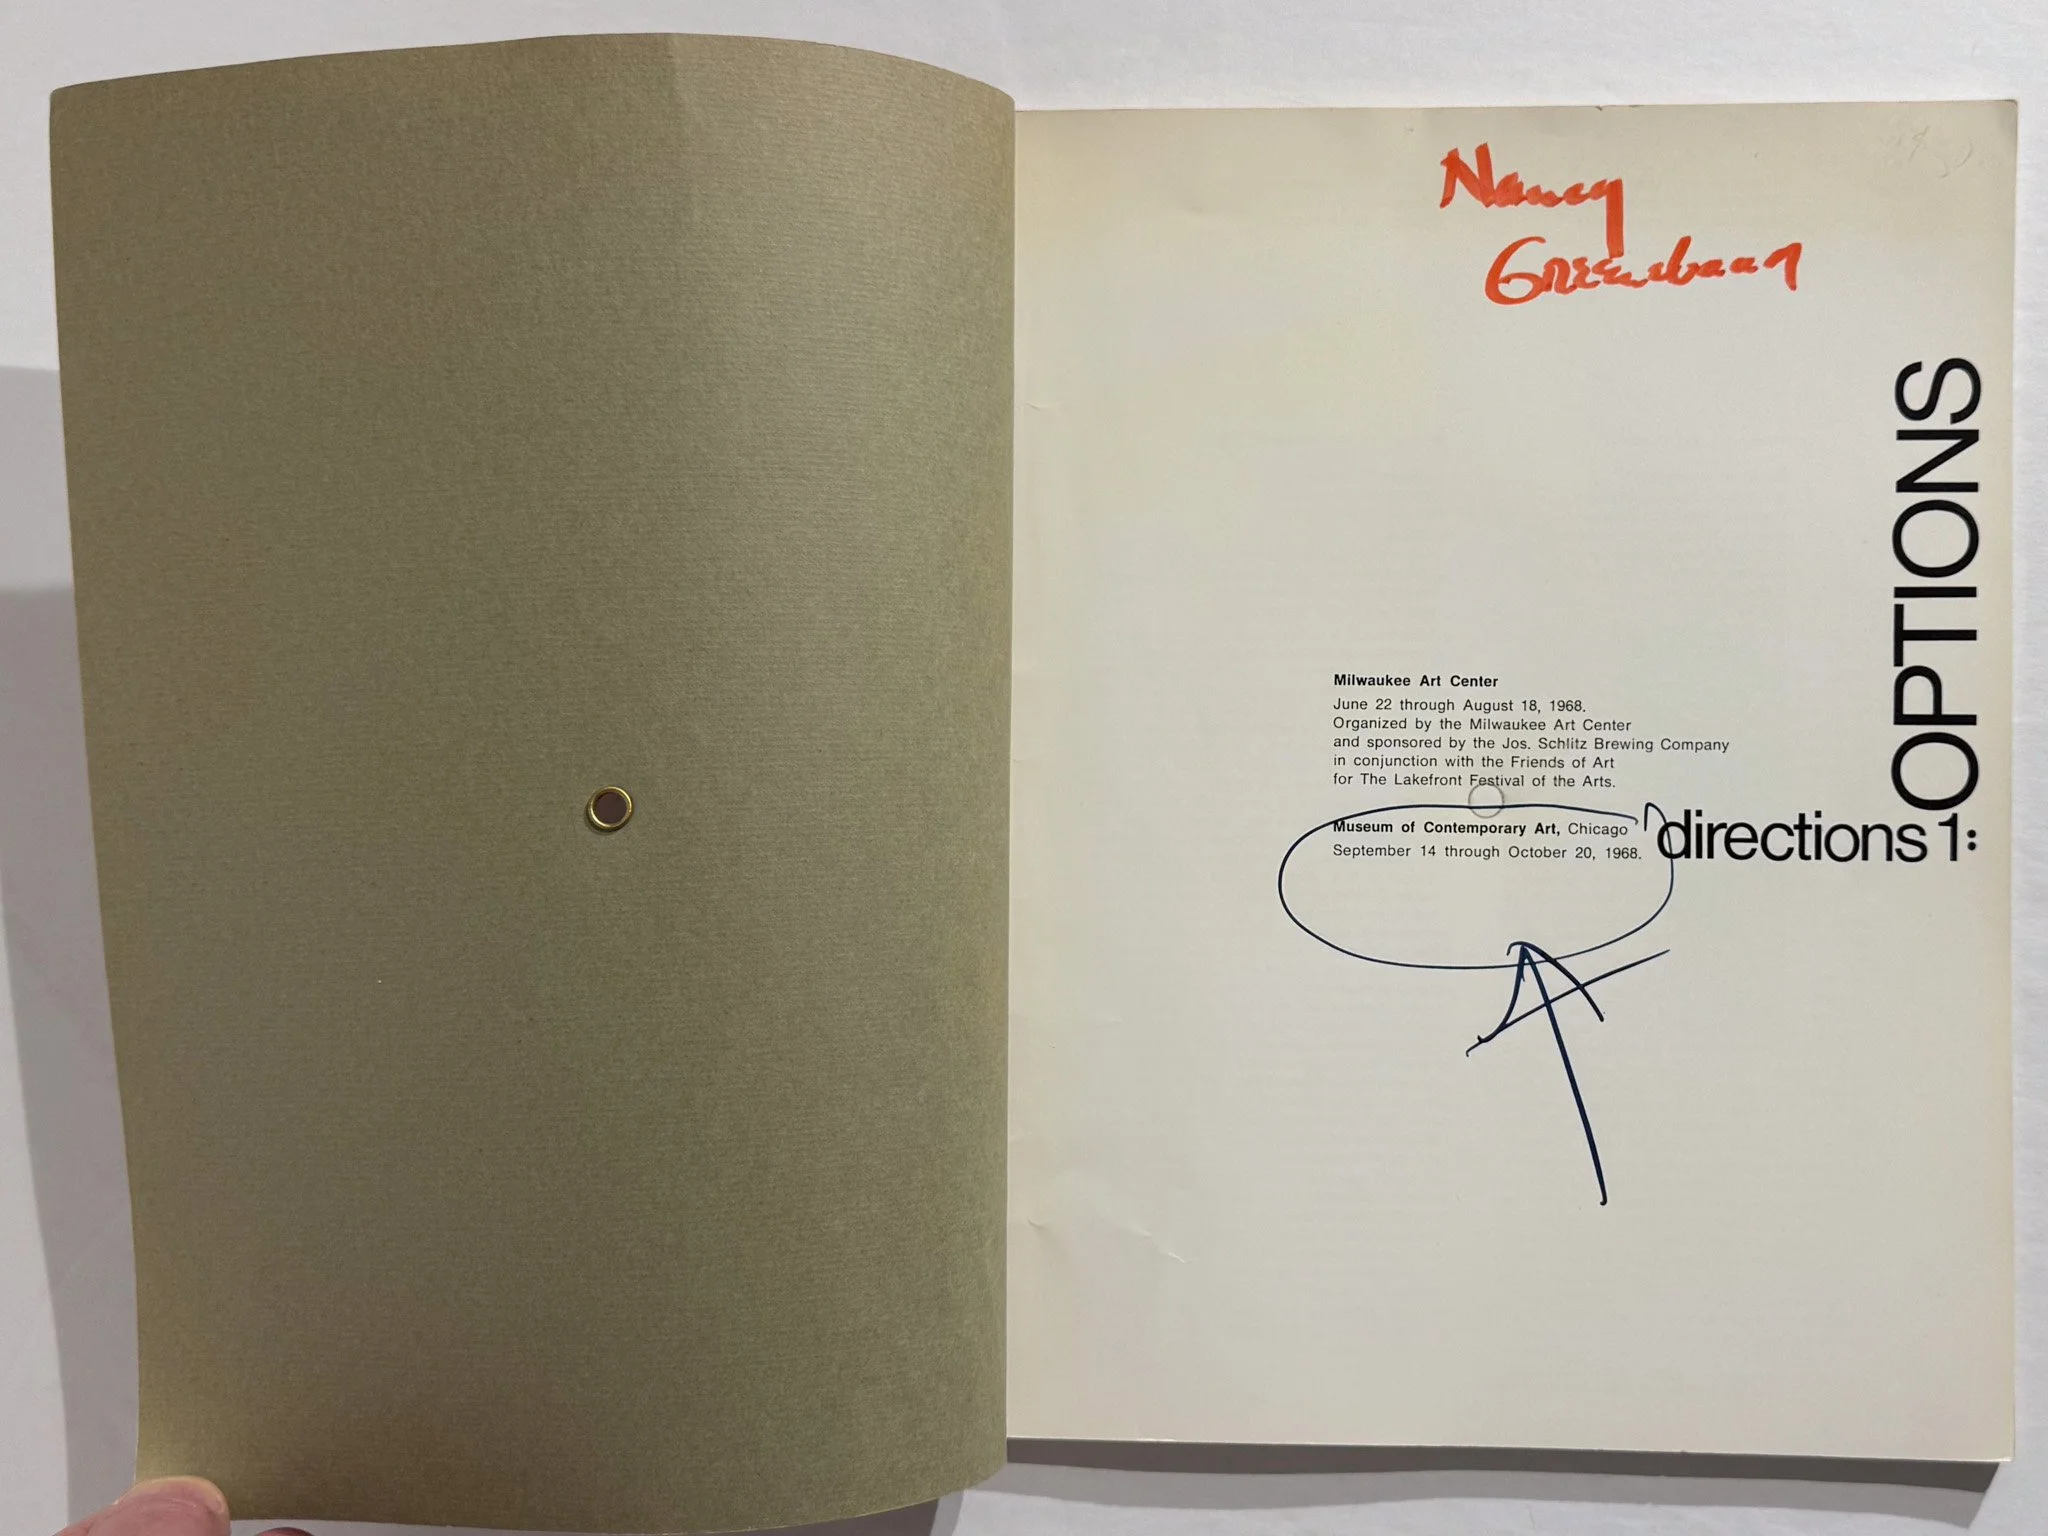 Nancy
Greenbaum
OPTIONS
Milwaukee Art Center
June 22 through August 18, 1968.
Organized by the Milwaukee Art Center
and sponsored by the Jos. Schlitz Brewing Company
in conjunction with the Friends of Art
for The Lakefront Festival of the Arts.
Museum of Contemporary Art, Chicago
September 14 through October 20, 1968.
directions 1: